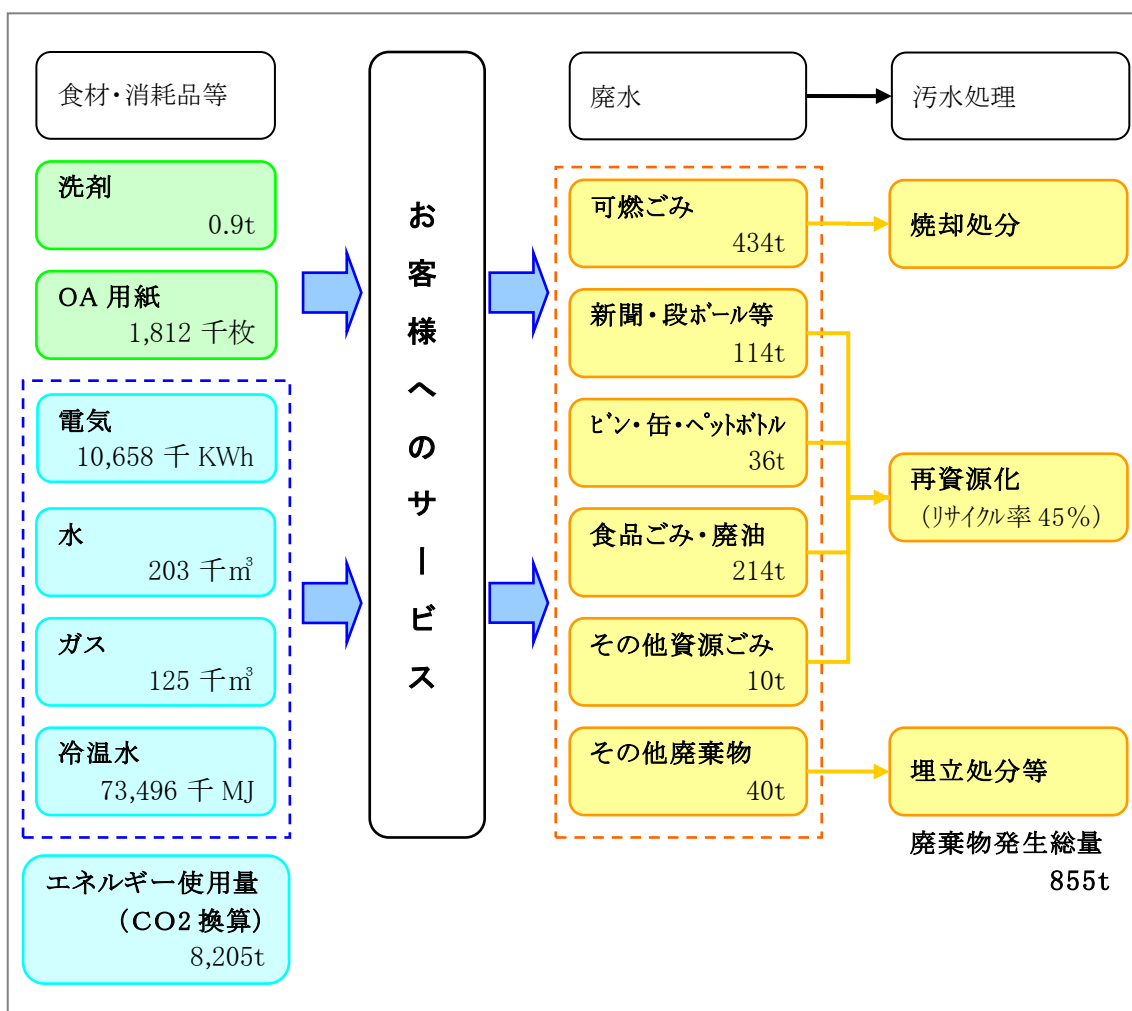 食材・消耗品等
洗剤
0.9t
OA 用紙
1,812 千枚
電気
10,658 千 KWh
水
203 千㎥
ガス
125 千㎥
冷温水
73,496 千 MJ
エネルギー使用量
(CO2 換算)
8,205t
お客様へのサービス
廃水
汚水処理
可燃ごみ
434t
焼却処分
新聞・段ﾎﾞｰﾙ等
114t
ﾋﾞﾝ・缶・ﾍﾟｯﾄﾎﾞﾄﾙ
36t
食品ごみ・廃油
214t
その他資源ごみ
10t
再資源化
(ﾘｻｲｸﾙ率 45%)
その他廃棄物
40t
埋立処分等
廃棄物発生総量
855t